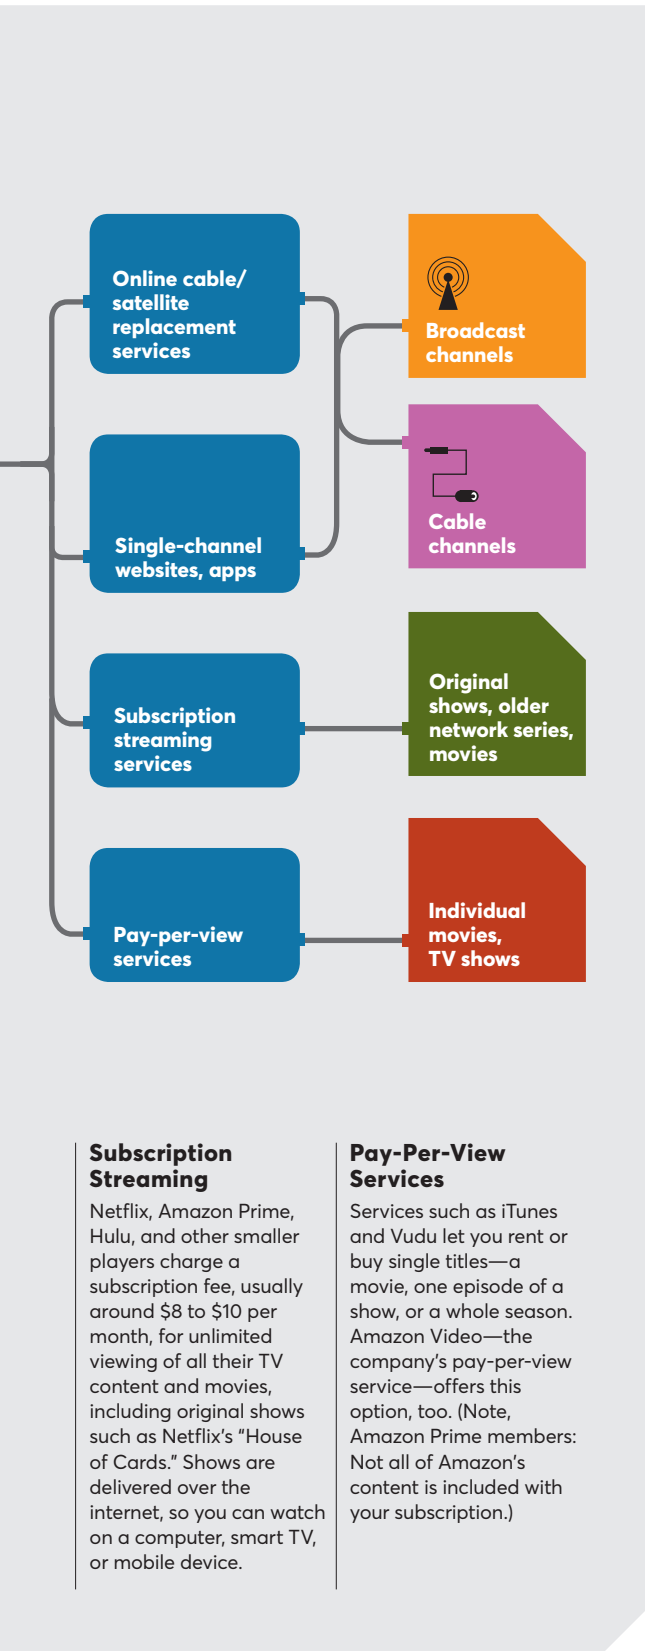 Online cable/
satellite
replacement
services
Broadcast
channels
Single-channel
websites, apps
Cable
channels
Subscription
streaming
services
Original
shows, older
network series,
movies
Pay-per-view
services
Individual
movies,
TV shows
Subscription
Streaming
Netflix, Amazon Prime,
Hulu, and other smaller
players charge a
subscription fee, usually
around $8 to $10 per
month, for unlimited
viewing of all their TV
content and movies,
including original shows
such as Netflix's “House
of Cards.” Shows are
delivered over the
internet, so you can watch
on a computer, smart TV,
or mobile device.
Pay-Per-View
Services
Services such as iTunes
and Vudu let you rent or
buy single titles—a
movie, one episode of a
show, or a whole season.
Amazon Video—the
company's pay-per-view
service—offers this
option, too. (Note,
Amazon Prime members:
Not all of Amazon's
content is included with
your subscription.)